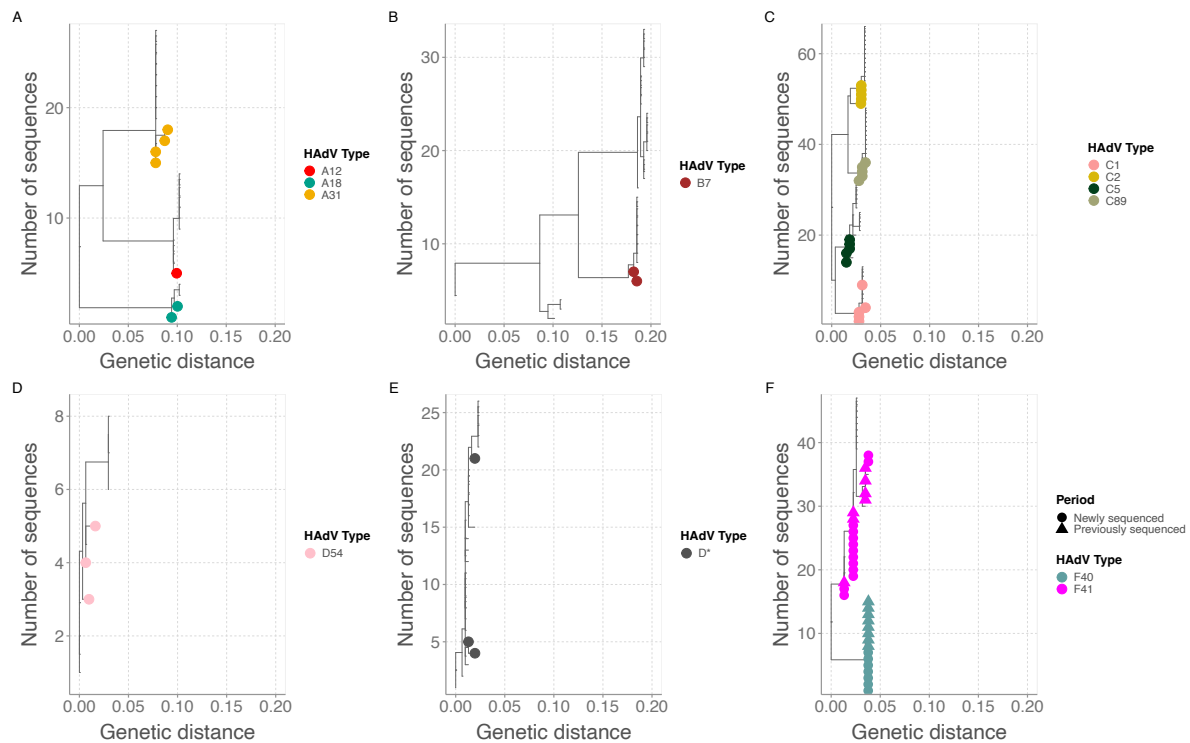 A
Number of sequences
20
10
0.00 0.05 0.10 0.15 0.20
Genetic distance
HAdV Type
A12
A18
A31
B
Number of sequences
30
20
10
0.00 0.05 0.10 0.15 0.20
Genetic distance
HAdV Type
B7
C
Number of sequences
60
40
20
0.00 0.05 0.10 0.15 0.20
Genetic distance
HAdV Type
C1
C2
C5
C89
D
Number of sequences
8
6
4
2
0.00 0.05 0.10 0.15 0.20
Genetic distance
HAdV Type
D54
E
Number of sequences
25
20
15
10
5
0.00 0.05 0.10 0.15 0.20
Genetic distance
HAdV Type
D*
F
Number of sequences
40
30
20
10
0.00 0.05 0.10 0.15 0.20
Genetic distance
Period
Newly sequenced
Previously sequenced
HAdV Type
F40
F41